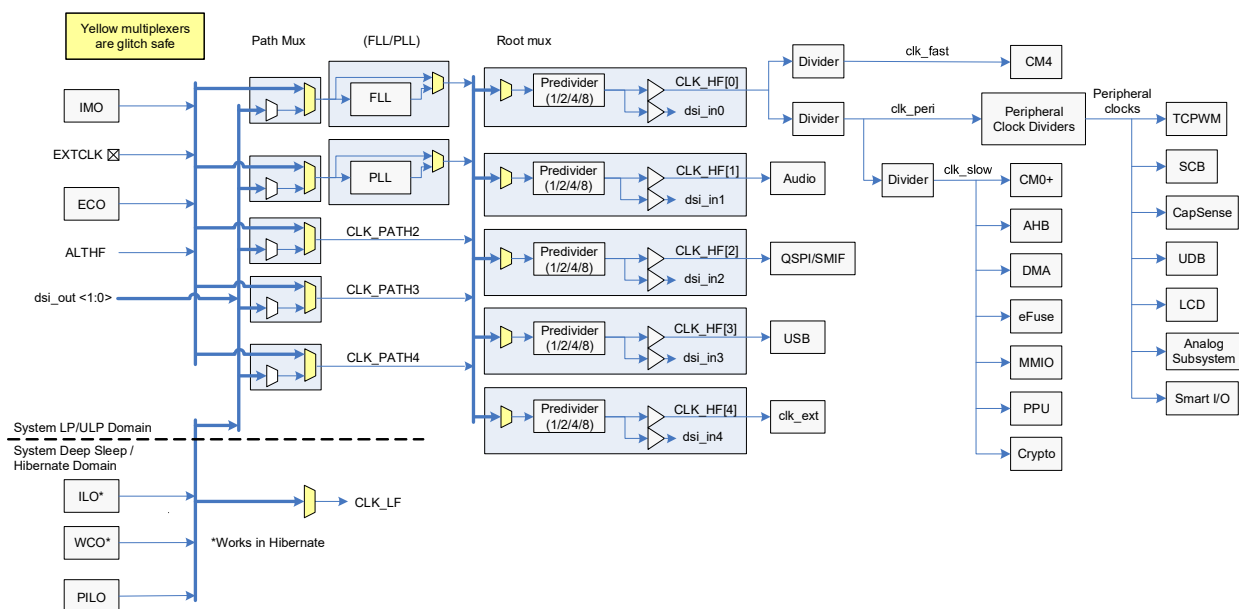 Yellow multiplexers
are glitch safe
Path Mux
(FLL/PLL)
Root mux
IMO
EXTCLK
ECO
ALTHF
dsi_out <1:0>
FLL
PLL
CLK_PATH2
CLK_PATH3
CLK_PATH4
Predivider
(1/2/4/8)
CLK_HF[0]
dsi_in0
Predivider
(1/2/4/8)
CLK_HF[1]
dsi_in1
Predivider
(1/2/4/8)
CLK_HF[2]
dsi_in2
Predivider
(1/2/4/8)
CLK_HF[3]
dsi_in3
Predivider
(1/2/4/8)
CLK_HF[4]
dsi_in4
Audio
QSPI/SMIF
USB
clk_ext
Divider
clk_fast
CM4
Divider
clk_peri
Peripheral
Clock Dividers
Peripheral
clocks
Divider
clk_slow
CM0+
AHB
DMA
eFuse
MMIO
PPU
Crypto
TCPWM
SCB
CapSense
UDB
LCD
Analog
Subsystem
Smart I/O
System LP/ULP Domain
System Deep Sleep /
Hibernate Domain
ILO*
WCO*
PILO
CLK_LF
*Works in Hibernate